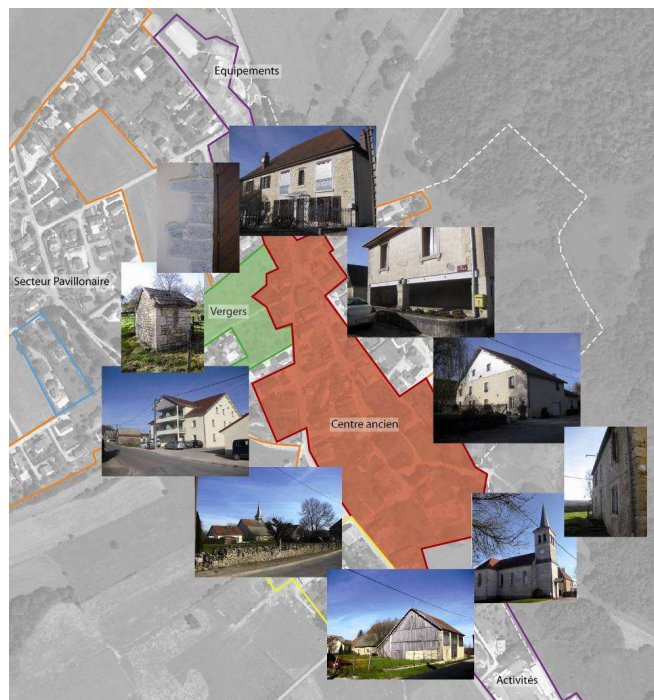 Equipements
Secteur Pavillonaire
Vergers
Centre ancien
Activités